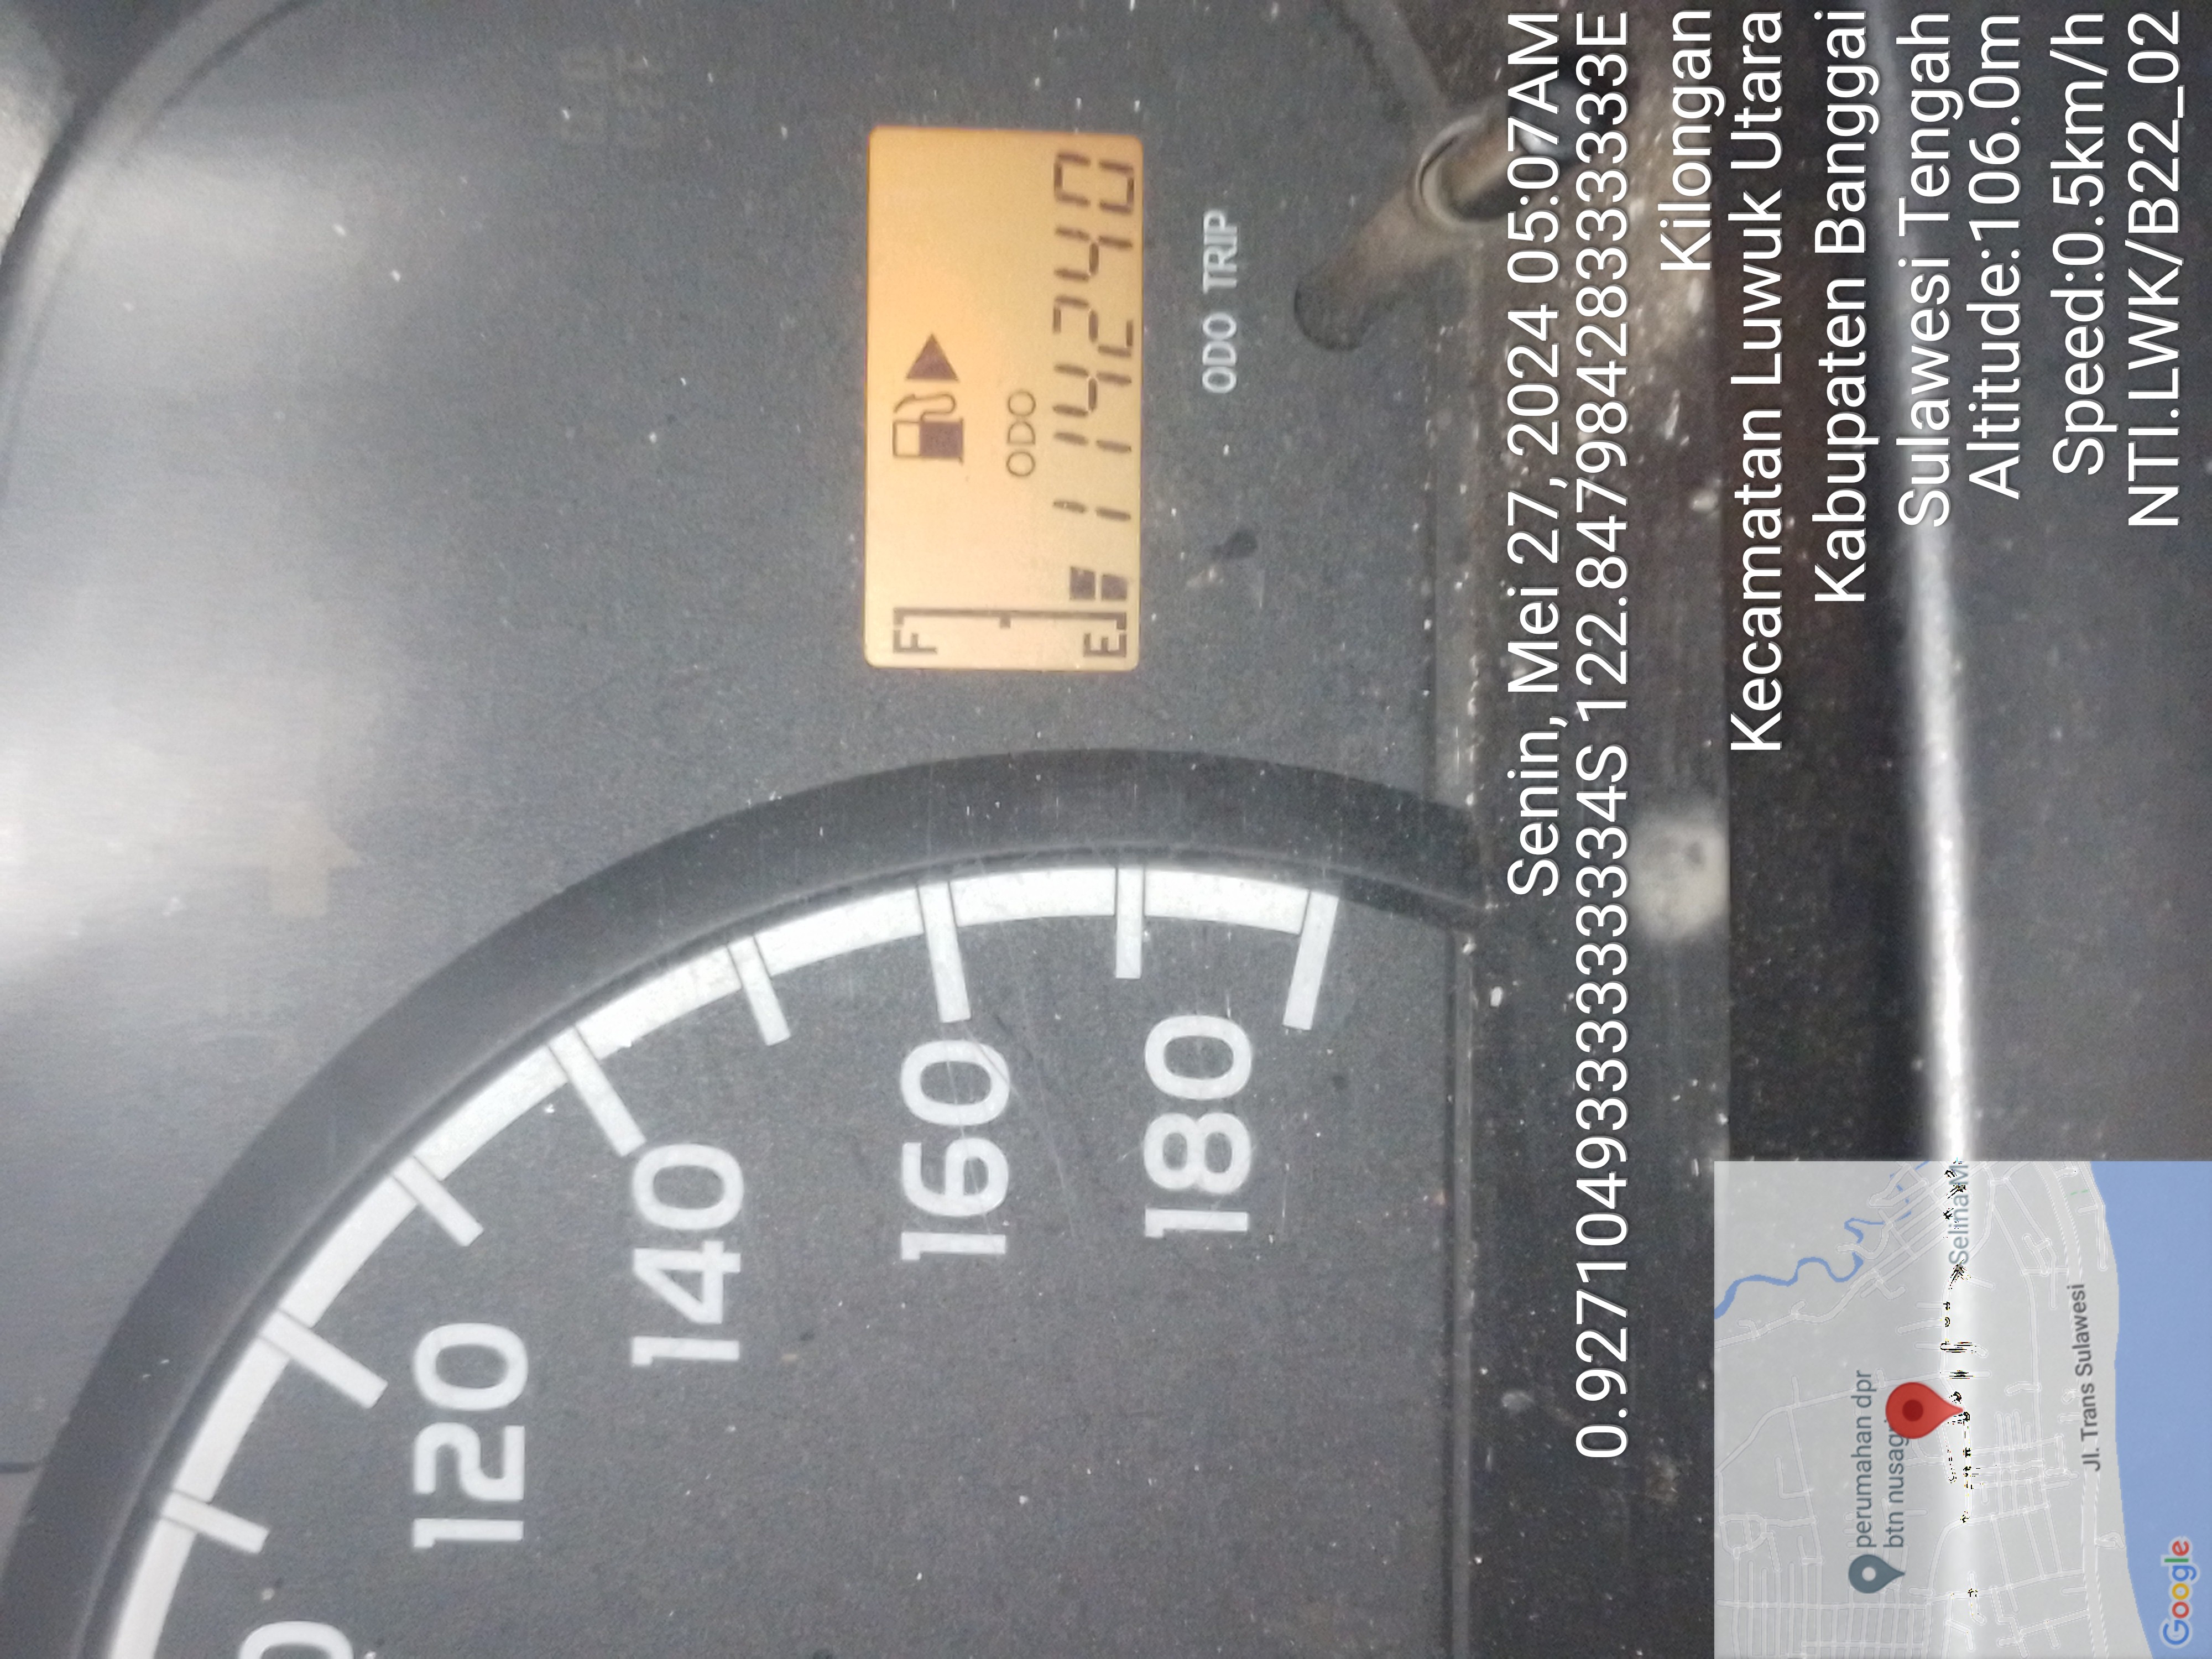 F
E
ODO
114240
ODO TRIP
120
140
160
180
Senin, Mei 27, 2024 05:07AM
0.9271049333333334S 122.84798428333333E
Kilongan
Kecamatan Luwuk Utara
Kabupaten Banggai
Sulawesi Tengah
Altitude:106.0m
Speed:0.5km/h
NTI.LWK/B22_02
perumahan dpr
btn nusag
Selina M
Jl. Trans Sulawesi
Google